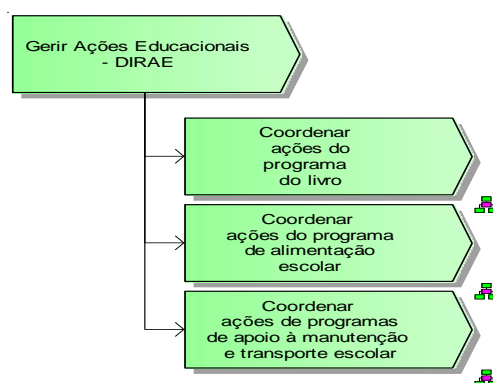 Gerir Ações Educacionais
- DIRAE
Coordenar
ações do
programa
do livro
Coordenar
ações do programa
de alimentação
escolar
Coordenar
ações de programas
de apoio à manutenção
e transporte escolar